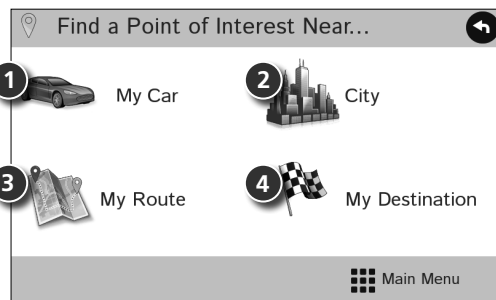 Find a Point of Interest Near...
1 My Car
2 City
3 My Route
4 My Destination
Main Menu